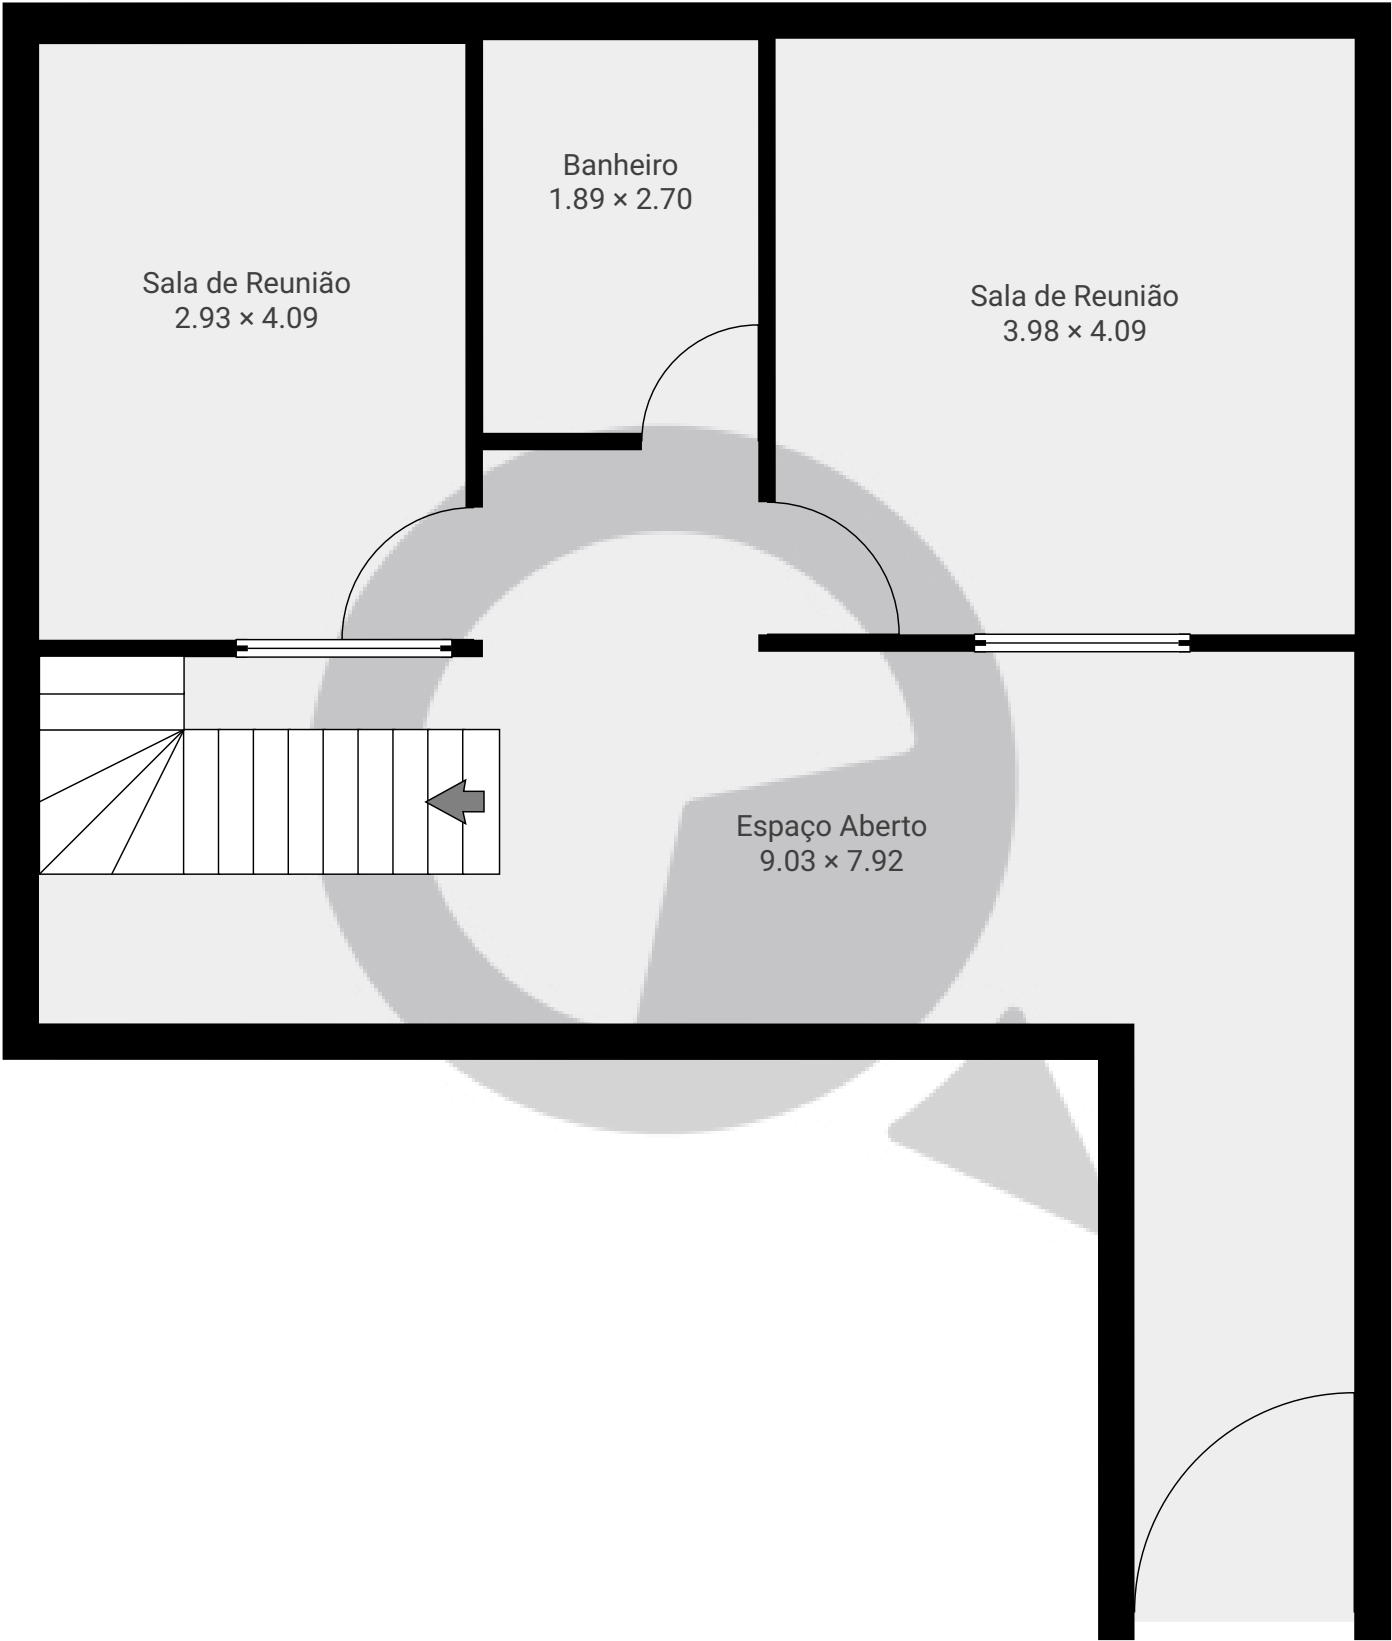 Banheiro
1.89 × 2.70
Sala de Reunião
2.93 × 4.09
Sala de Reunião
3.98 × 4.09
Espaço Aberto
9.03 × 7.92